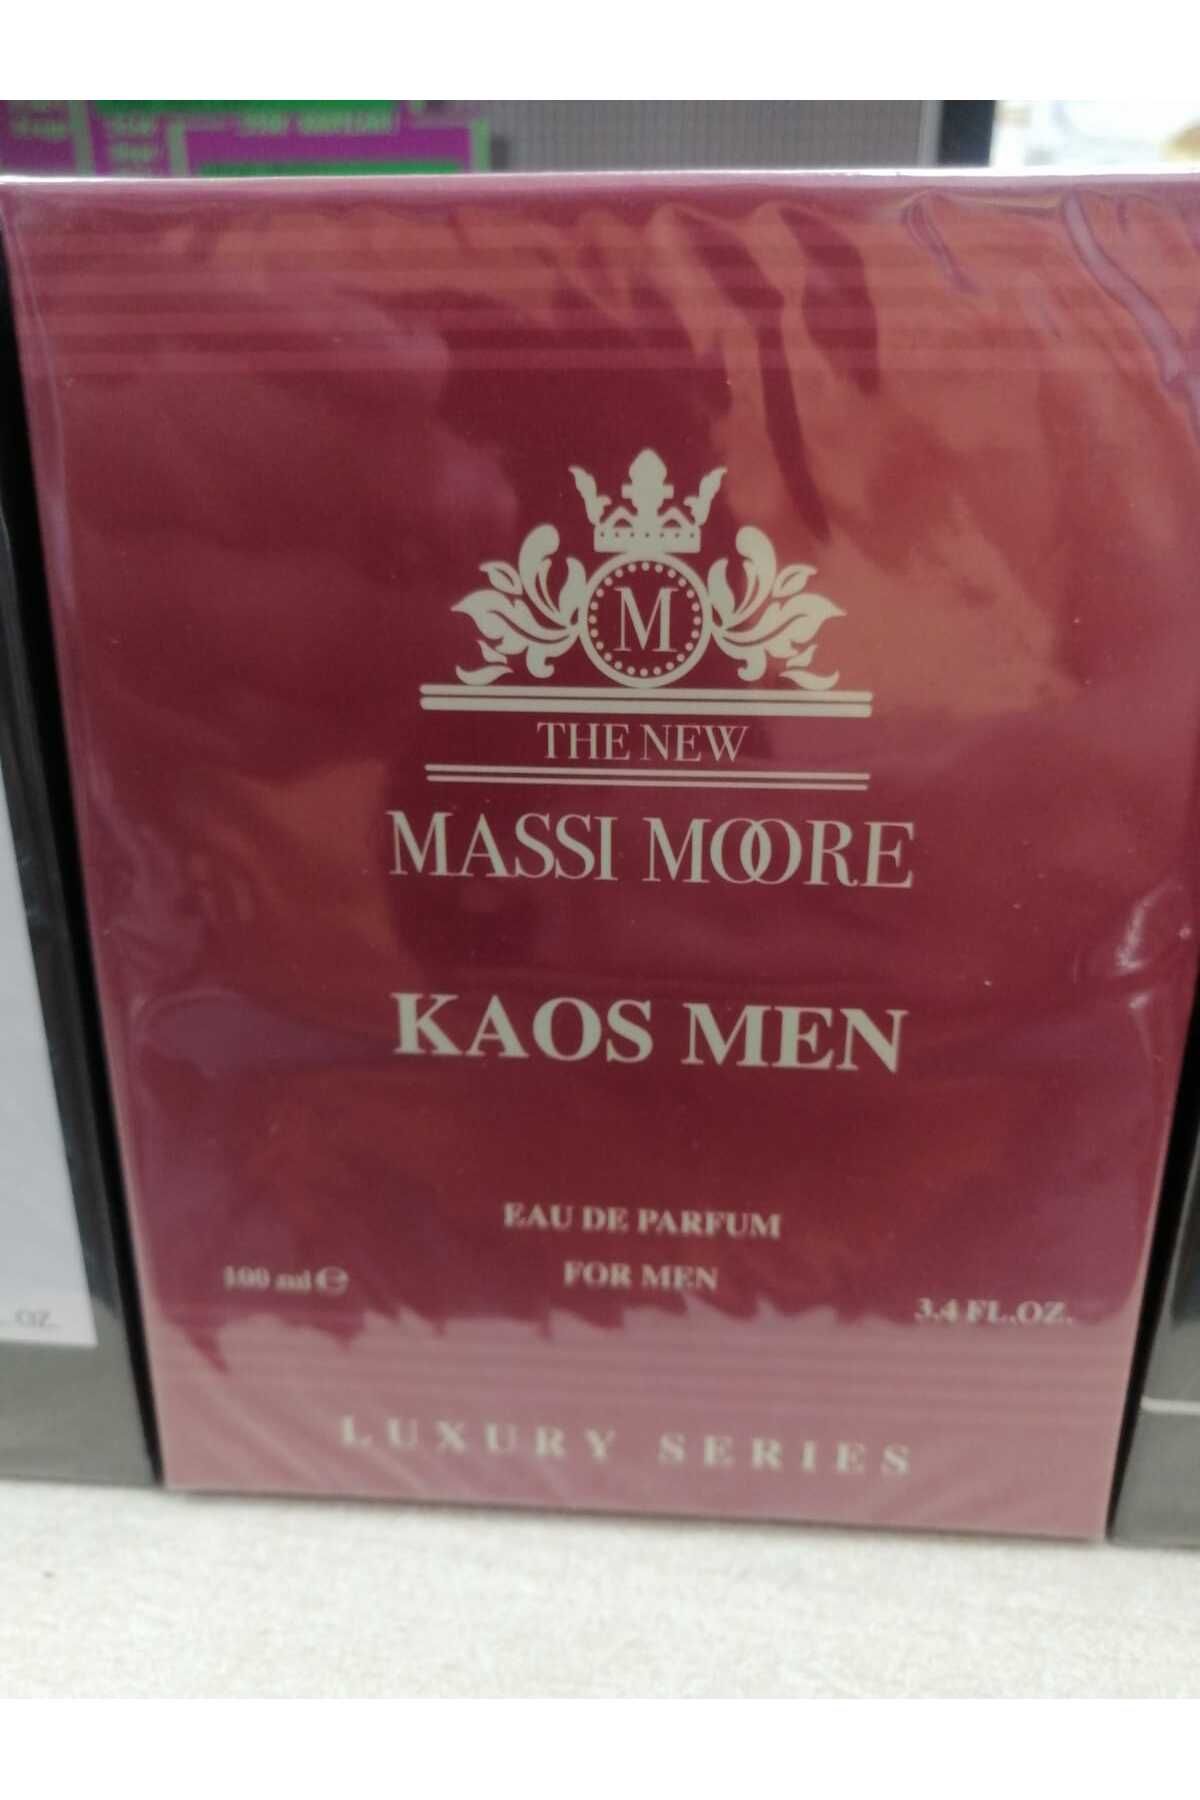 M
THE NEW
MASSI MOORE
KAOS MEN
EAU DE PARFUM
FOR MEN
100 ml e
3.4 FL.OZ.
LUXURY SERIES
OZ.